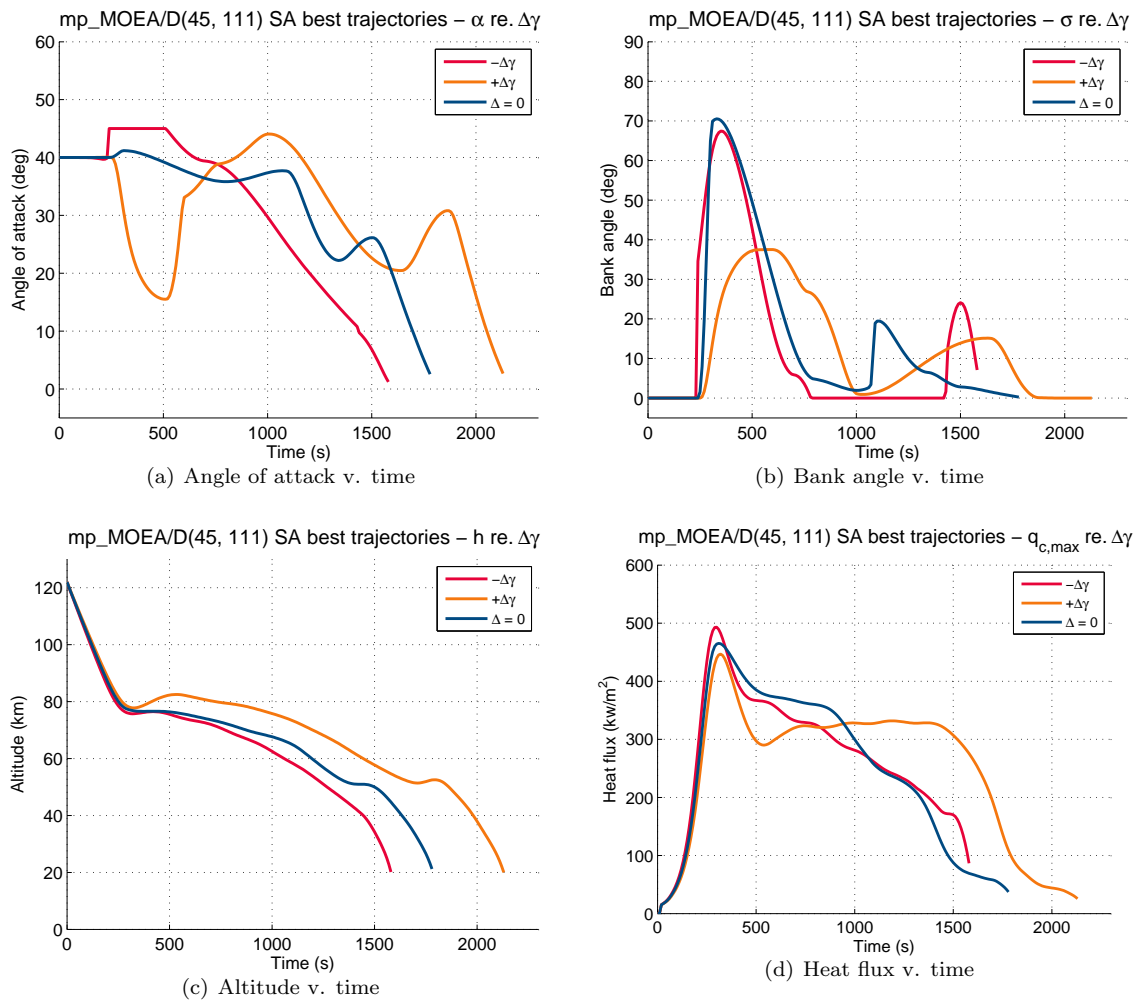 mp_MOEA/D(45, 111) SA best trajectories – α re. Δγ
60
50
40
30
20
10
0
Angle of attack (deg)
−Δγ
+Δγ
Δ = 0
0 500 1000 1500 2000
Time (s)
(a) Angle of attack v. time
mp_MOEA/D(45, 111) SA best trajectories – σ re. Δγ
90
80
70
60
50
40
30
20
10
0
Bank angle (deg)
−Δγ
+Δγ
Δ = 0
0 500 1000 1500 2000
Time (s)
(b) Bank angle v. time
mp_MOEA/D(45, 111) SA best trajectories – h re. Δγ
120
100
80
60
40
20
Altitude (km)
−Δγ
+Δγ
Δ = 0
0 500 1000 1500 2000
Time (s)
(c) Altitude v. time
mp_MOEA/D(45, 111) SA best trajectories – q_c,max re. Δγ
600
500
400
300
200
100
0
Heat flux (kw/m²)
−Δγ
+Δγ
Δ = 0
0 500 1000 1500 2000
Time (s)
(d) Heat flux v. time